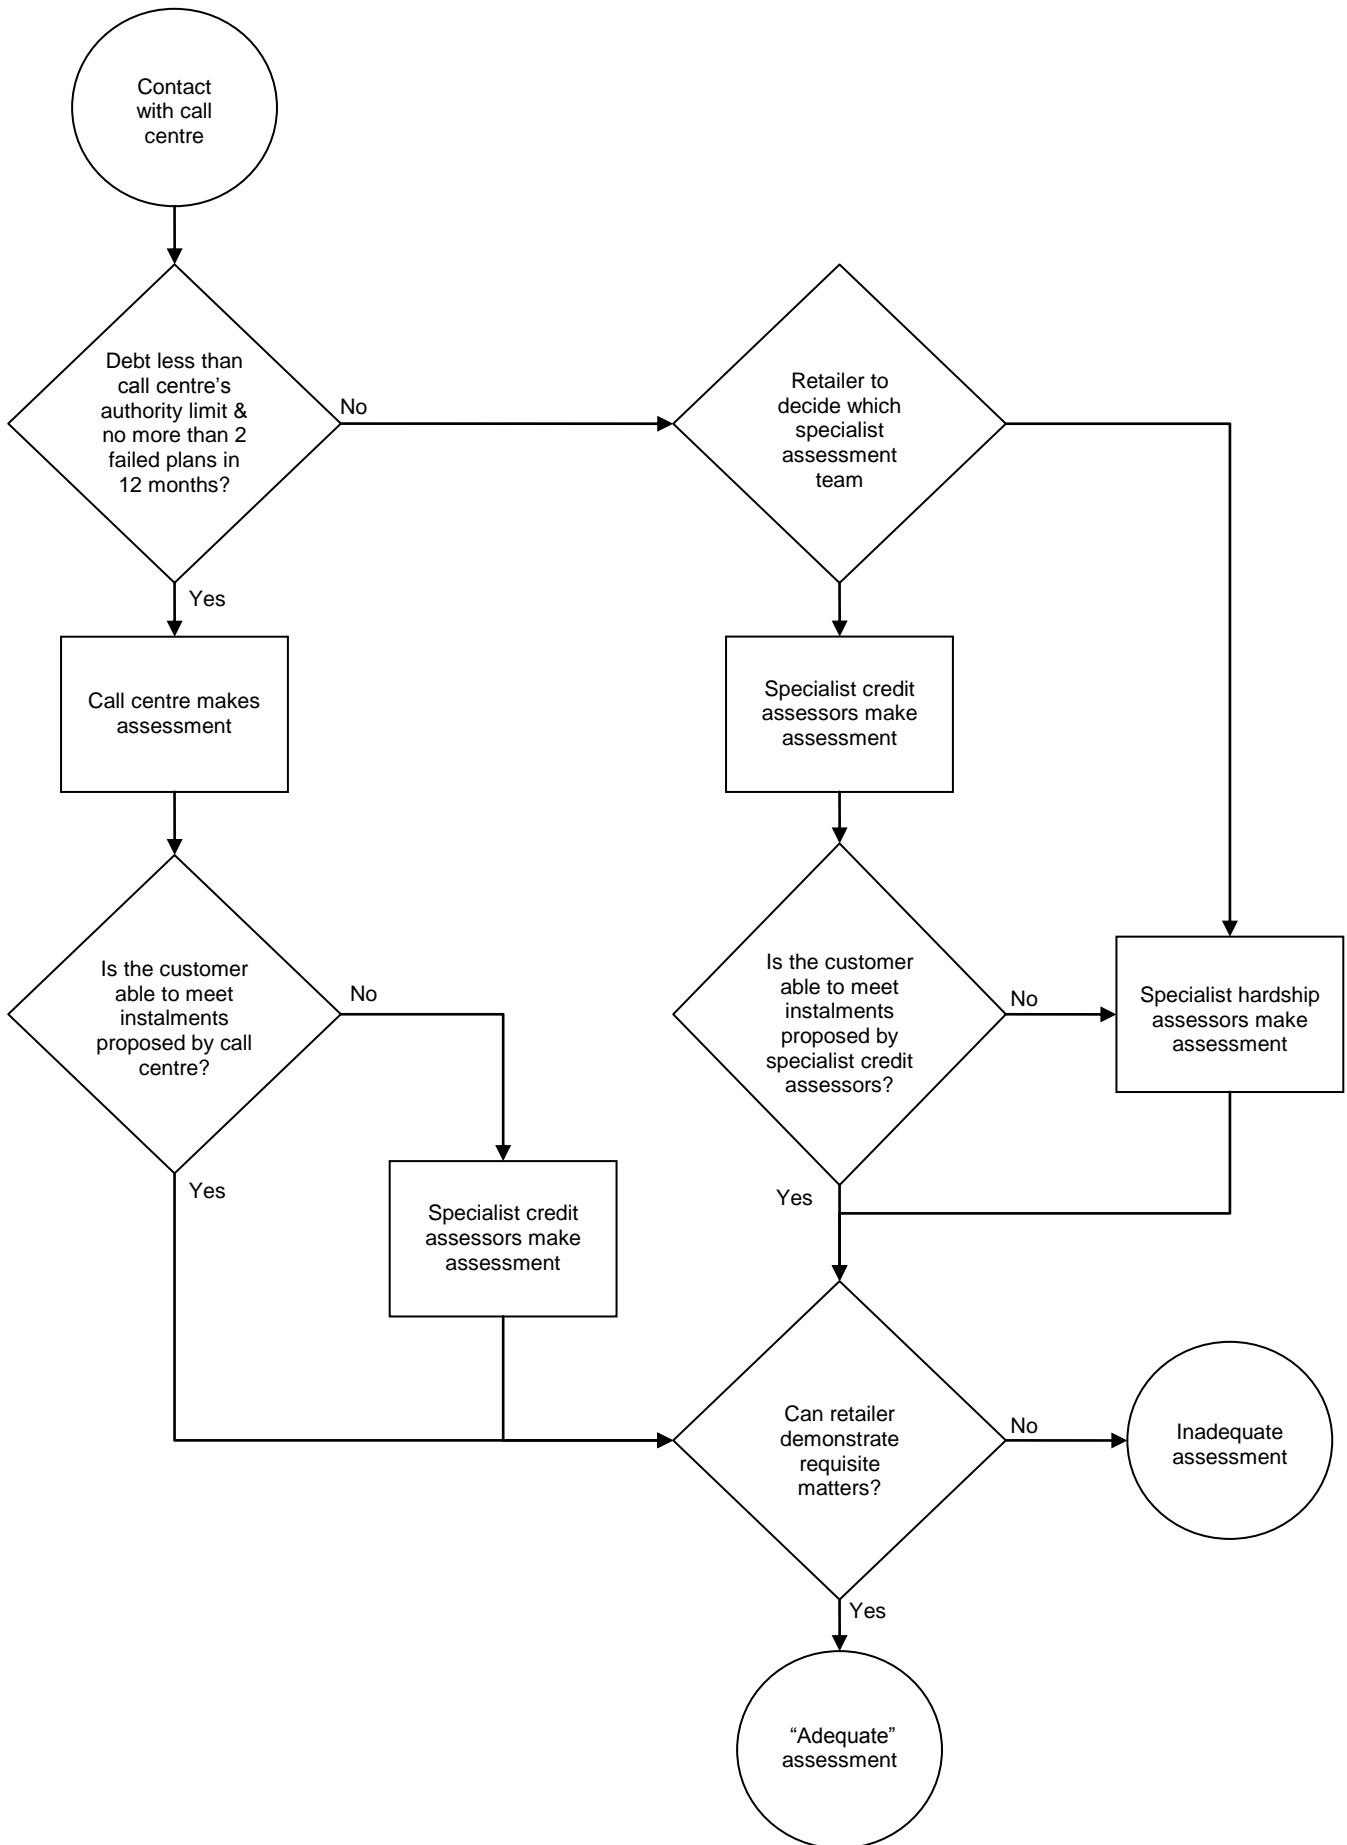 Contact
with call
centre
Debt less than
call centre’s
authority limit &
no more than 2
failed plans in
12 months?
No
Retailer to
decide which
specialist
assessment
team
Yes
Call centre makes
assessment
Specialist credit
assessors make
assessment
Is the customer
able to meet
instalments
proposed by call
centre?
No
Is the customer
able to meet
instalments
proposed by
specialist credit
assessors?
No
Specialist hardship
assessors make
assessment
Yes
Specialist credit
assessors make
assessment
Yes
Can retailer
demonstrate
requisite
matters?
No
Inadequate
assessment
Yes
“Adequate”
assessment